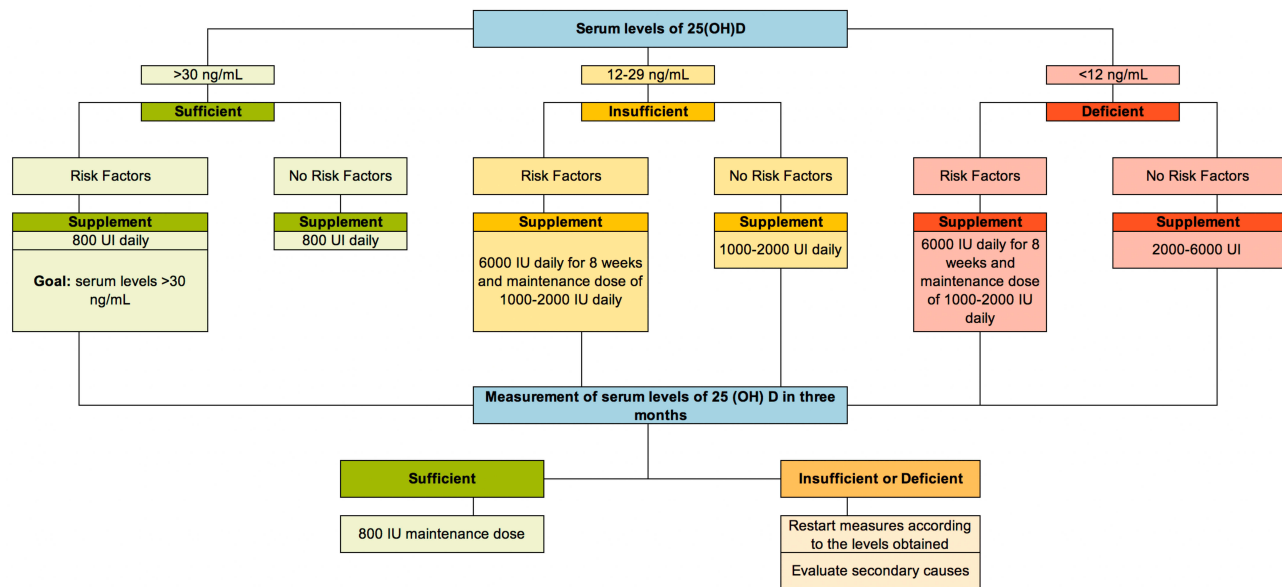 Serum levels of 25(OH)D
>30 ng/mL
12-29 ng/mL
<12 ng/mL
Sufficient
Insufficient
Deficient
Risk Factors
No Risk Factors
Risk Factors
No Risk Factors
Risk Factors
No Risk Factors
Supplement
800 UI daily
Goal: serum levels >30
ng/mL
Supplement
800 UI daily
Supplement
6000 IU daily for 8 weeks
and maintenance dose of
1000-2000 IU daily
Supplement
1000-2000 UI daily
Supplement
6000 IU daily for 8
weeks and
maintenance dose
of 1000-2000 IU
daily
Supplement
2000-6000 UI
Measurement of serum levels of 25 (OH) D in three
months
Sufficient
800 IU maintenance dose
Insufficient or Deficient
Restart measures according
to the levels obtained
Evaluate secondary causes